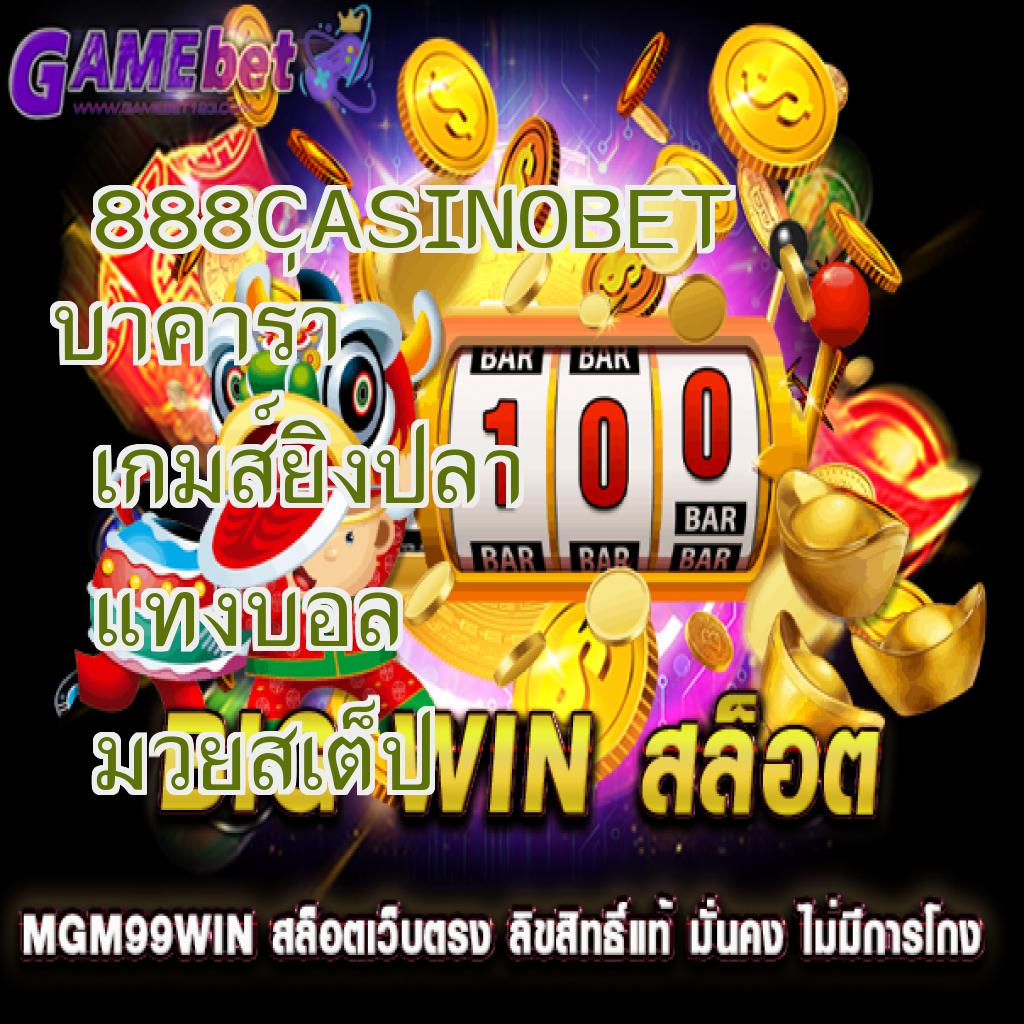 GAMEbet
888CุASINOBET
บาคารา
เกมส์ยิงปลา
BAR BAR
1 0 0
BAR
BAR BAR BAR
แทงบอล
มวยสเต็ป
BIG WIN สล็อต
MGM99WIN สล็อตเว็บตรง ลิขสิทธิ์แท้ มั่นคง ไม่มีการโกง